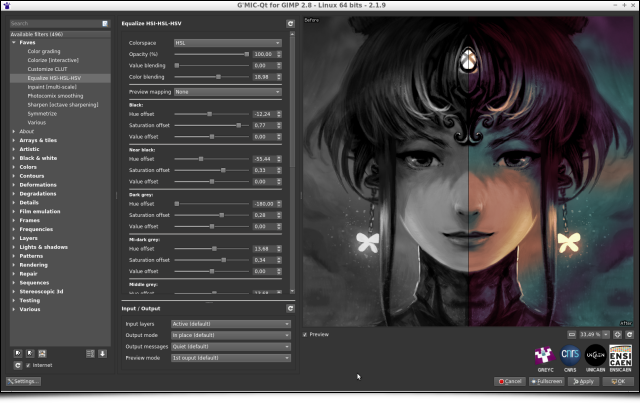 G'MIC-Qt for GIMP 2.8 - Linux 64 bits - 2.1.9
Search
Available filters (496)
Faves
Color grading
Colorize [interactive]
Customize CLUT
Equalize HSI-HSL-HSV
Inpaint [multi-scale]
Photocomix smoothing
Sharpen [octave sharpening]
Symmetrize
Various
About
Arrays & tiles
Artistic
Black & white
Colors
Contours
Deformations
Degradations
Details
Film emulation
Frames
Frequencies
Layers
Lights & shadows
Patterns
Rendering
Repair
Sequences
Stereoscopic 3d
Testing
Various
Internet
Settings...
Equalize HSI-HSL-HSV
Colorspace HSL
Opacity (%) 100,00
Value blending 0,00
Color blending 18,98
Preview mapping None
Black:
Hue offset -12,24
Saturation offset 0,77
Value offset 0,00
Near black:
Hue offset -55,44
Saturation offset 0,33
Value offset 0,00
Dark grey:
Hue offset -180,00
Saturation offset 0,28
Value offset 0,00
Mi-dark grey:
Hue offset 13,68
Saturation offset 0,34
Value offset 0,00
Middle grey:
Hue offset
Input / Output
Input layers Active (default)
Output mode In place (default)
Output messages Quiet (default)
Preview mode 1st ouput (default)
Before
After
Preview
33.49 %
GREYC
CNRS
UNICAEN
ENSICAEN
Cancel
Fullscreen
Apply
OK